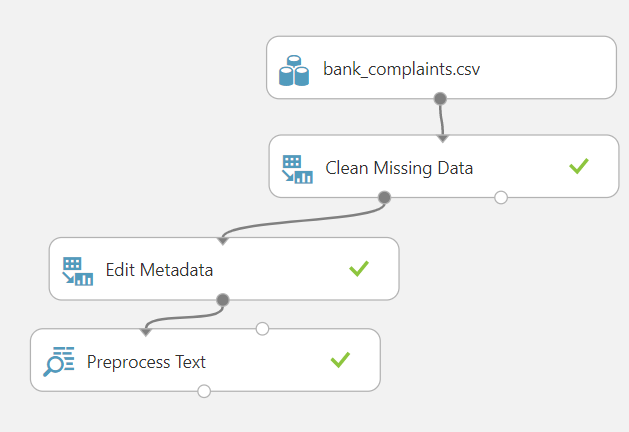 bank_complaints.csv
Clean Missing Data
Edit Metadata
Preprocess Text